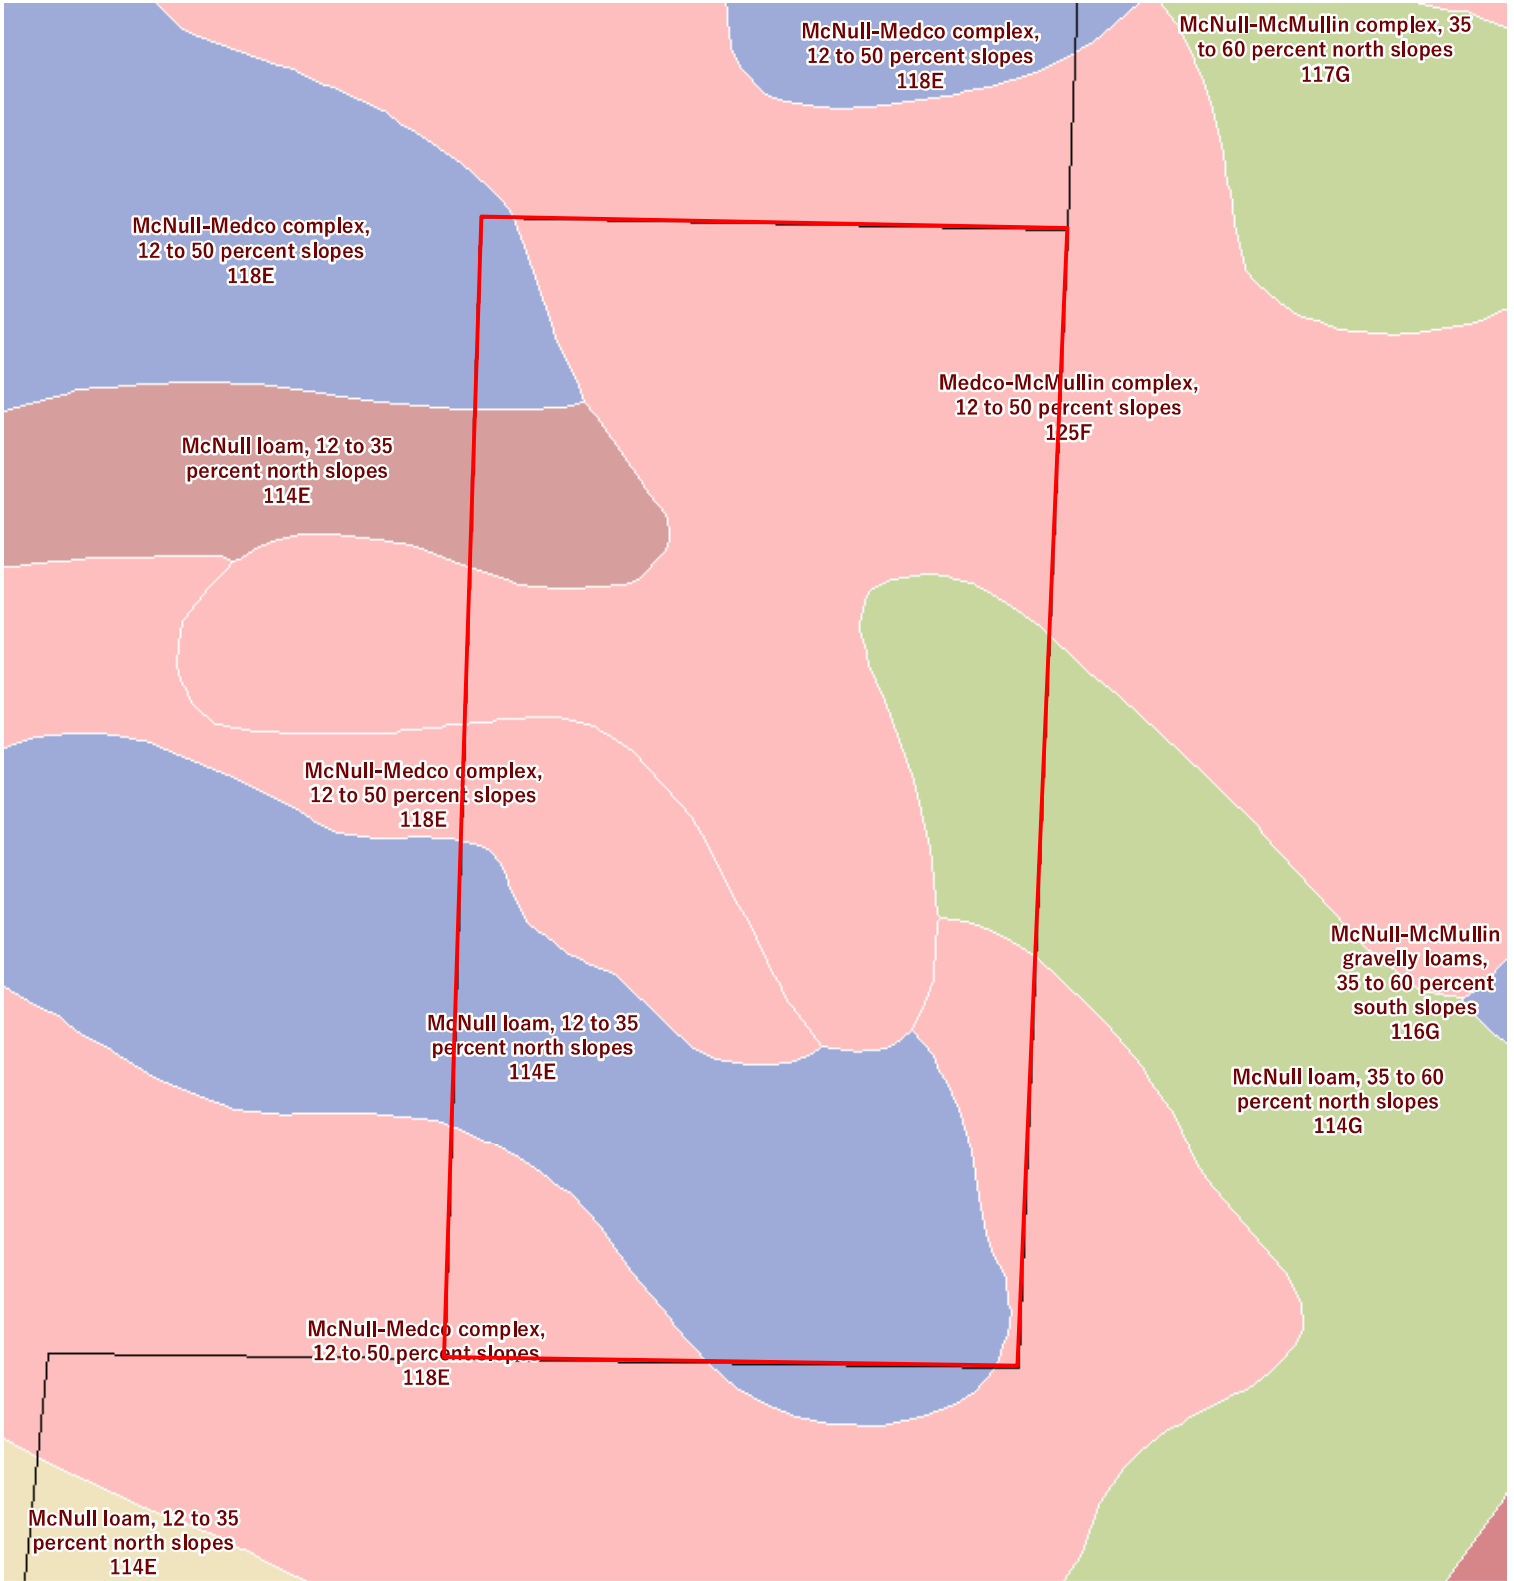 McNull-Medco complex,
12 to 50 percent slopes
118E
McNull-McMullin complex, 35
to 60 percent north slopes
117G
McNull-Medco complex,
12 to 50 percent slopes
118E
Medco-McMullin complex,
12 to 50 percent slopes
125F
McNull loam, 12 to 35
percent north slopes
114E
McNull-Medco complex,
12 to 50 percent slopes
118E
McNull-McMullin
gravelly loams,
35 to 60 percent
south slopes
116G
McNull loam, 12 to 35
percent north slopes
114E
McNull loam, 35 to 60
percent north slopes
114G
McNull-Medco complex,
12 to 50 percent slopes
118E
McNull loam, 12 to 35
percent north slopes
114E